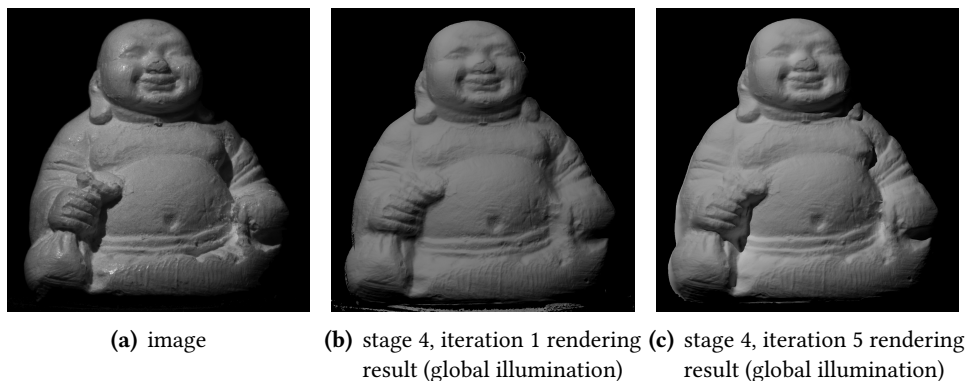 (a) image
(b) stage 4, iteration 1 rendering
result (global illumination)
(c) stage 4, iteration 5 rendering
result (global illumination)